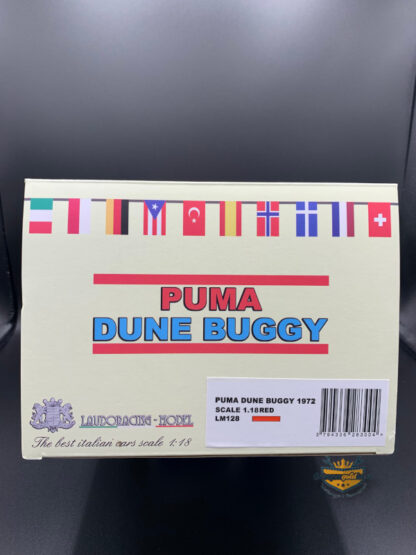 PUMA
DUNE BUGGY
PUMA DUNE BUGGY 1972
SCALE 1.18RED
LM128
LAUDORACING-MODEL
The best italian cars scale 1:18
gold